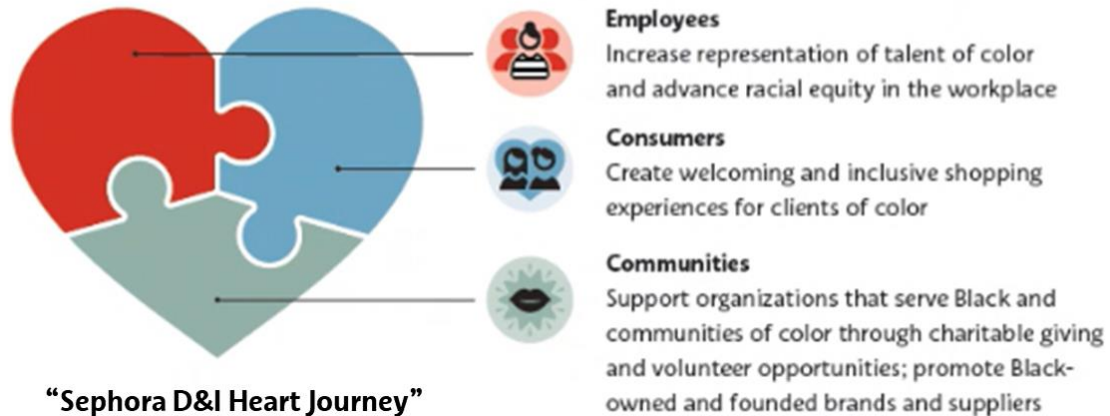 Employees
Increase representation of talent of color
and advance racial equity in the workplace
Consumers
Create welcoming and inclusive shopping
experiences for clients of color
Communities
Support organizations that serve Black and
communities of color through charitable giving
and volunteer opportunities; promote Black-
owned and founded brands and suppliers
“Sephora D&I Heart Journey”